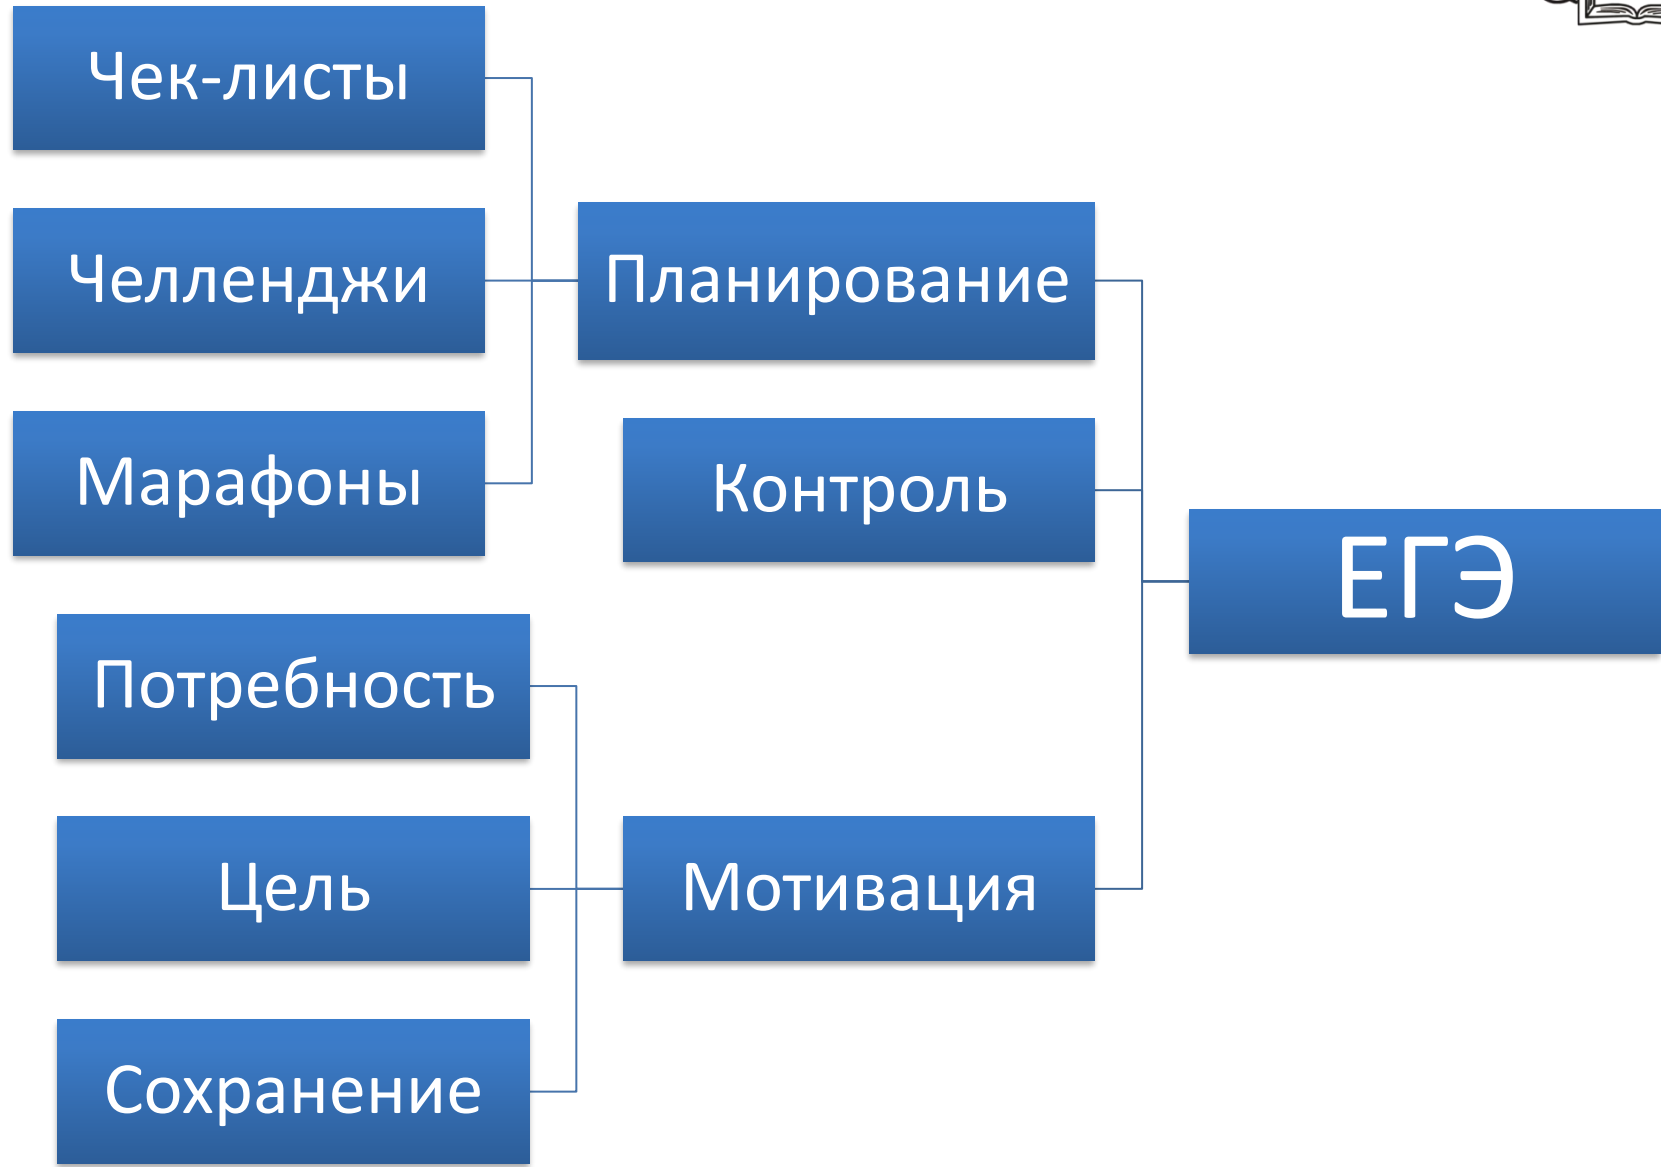 Чек-листы
Челленджи
Марафоны
Планирование
Контроль
ЕГЭ
Потребность
Цель
Сохранение
Мотивация